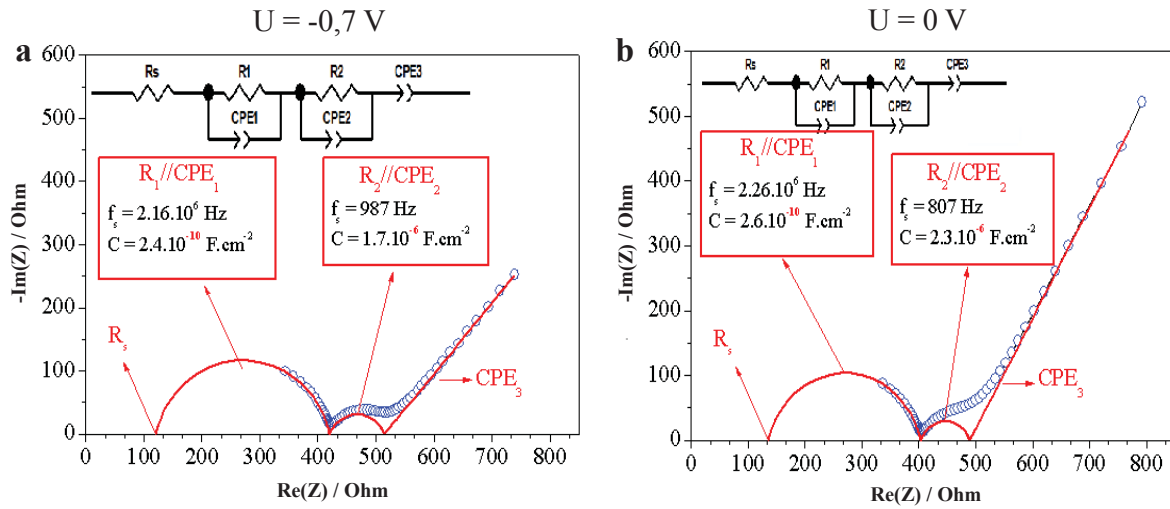 U = -0,7 V
a
600
500
400
300
200
100
0
-Im(Z) / Ohm
Rs
R1
R2
CPE3
CPE1
CPE2
R1//CPE1
fs = 2.16.10^6 Hz
C = 2.4.10^-10 F.cm^-2
R2//CPE2
fs = 987 Hz
C = 1.7.10^-6 F.cm^-2
Rs
CPE3
0 100 200 300 400 500 600 700 800
Re(Z) / Ohm
U = 0 V
b
600
500
400
300
200
100
0
-Im(Z) / Ohm
Rs
R1
R2
CPE3
CPE1
CPE2
R1//CPE1
fs = 2.26.10^6 Hz
C = 2.6.10^-10 F.cm^-2
R2//CPE2
fs = 807 Hz
C = 2.3.10^-6 F.cm^-2
Rs
CPE3
0 100 200 300 400 500 600 700 800
Re(Z) / Ohm